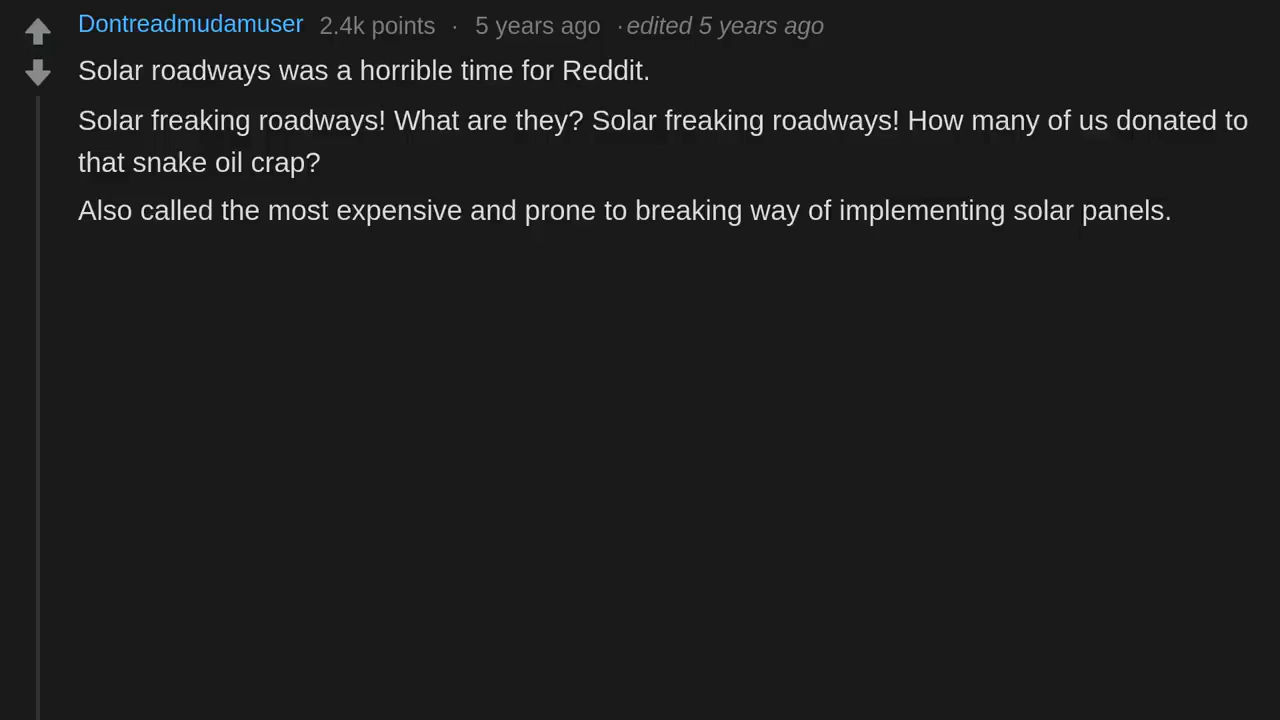 Dontreadmudamuser 2.4k points · 5 years ago · edited 5 years ago
Solar roadways was a horrible time for Reddit.
Solar freaking roadways! What are they? Solar freaking roadways! How many of us donated to
that snake oil crap?
Also called the most expensive and prone to breaking way of implementing solar panels.